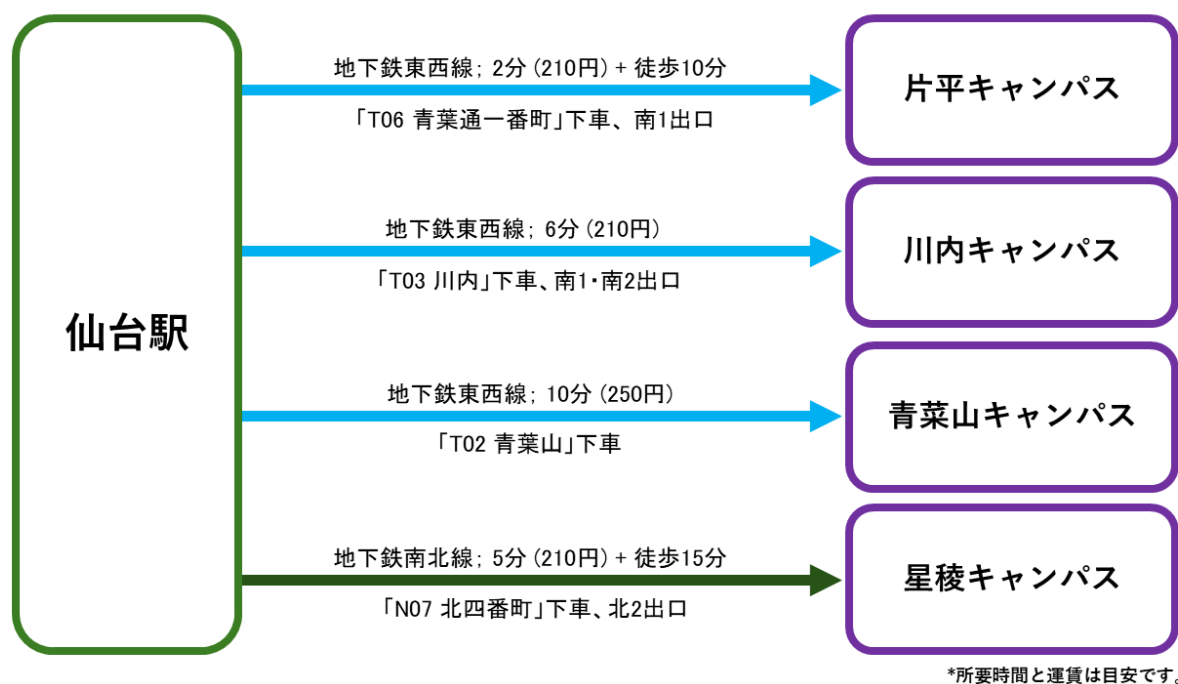 仙台駅
地下鉄東西線; 2分 (210円) + 徒歩10分
「T06 青葉通一番町」下車、南1出口
片平キャンパス
地下鉄東西線; 6分 (210円)
「T03 川内」下車、南1・南2出口
川内キャンパス
地下鉄東西線; 10分 (250円)
「T02 青葉山」下車
青菜山キャンパス
地下鉄南北線; 5分 (210円) + 徒歩15分
「N07 北四番町」下車、北2出口
星稜キャンパス
*所要時間と運賃は目安です。